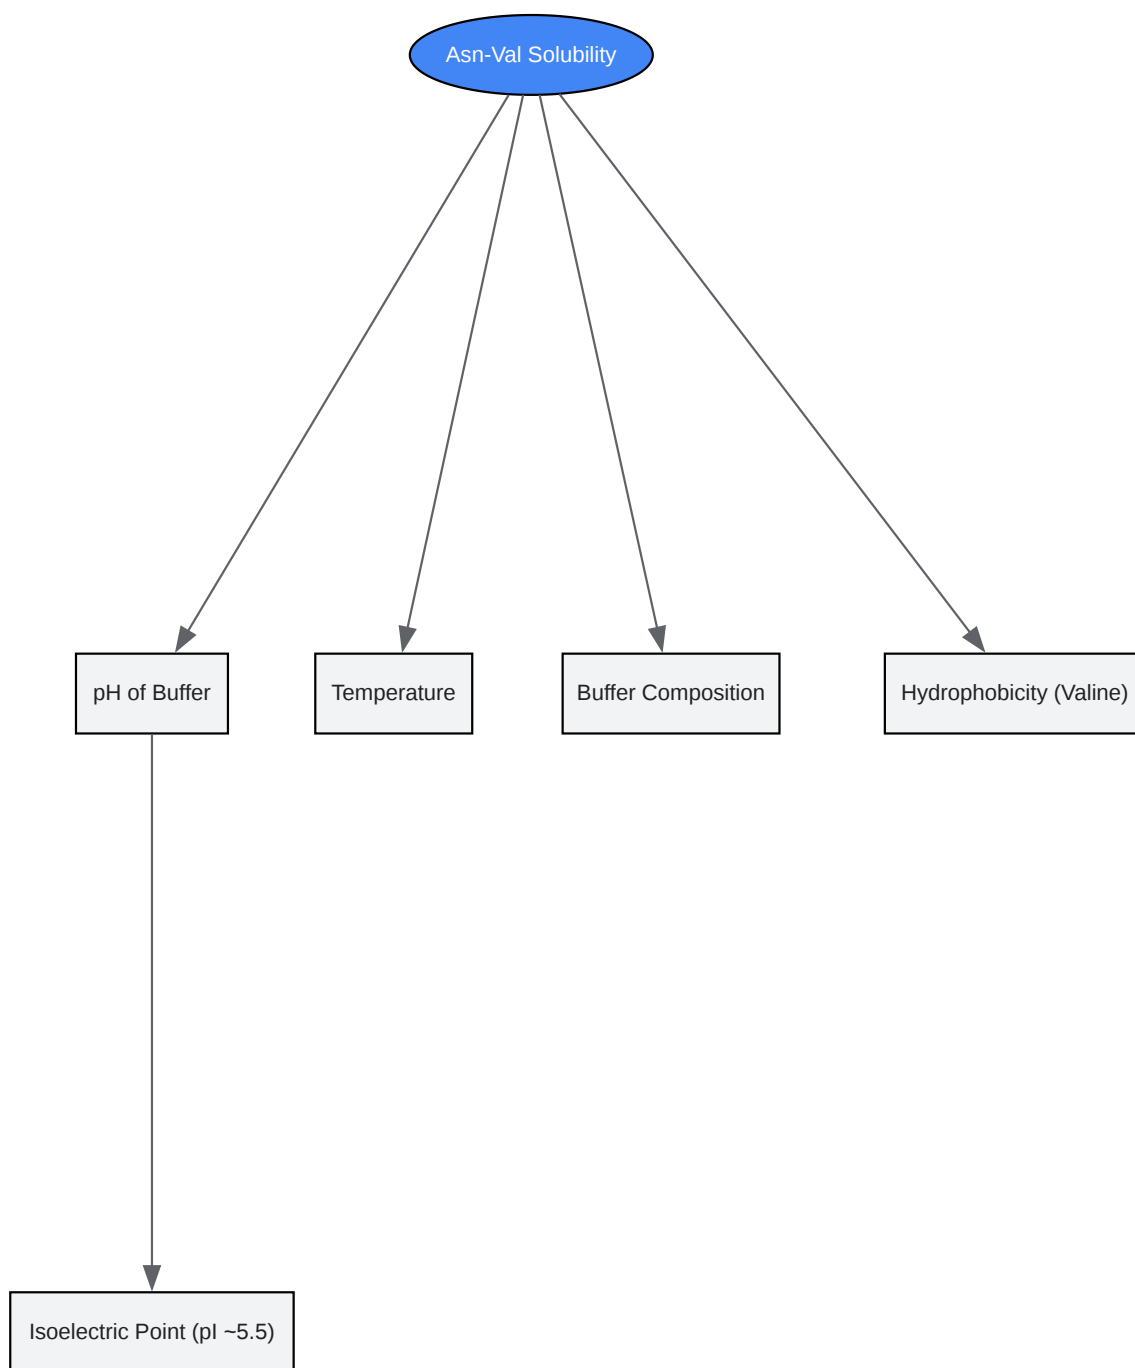 Asn-Val Solubility
pH of Buffer
Temperature
Buffer Composition
Hydrophobicity (Valine)
Isoelectric Point (pI ~5.5)